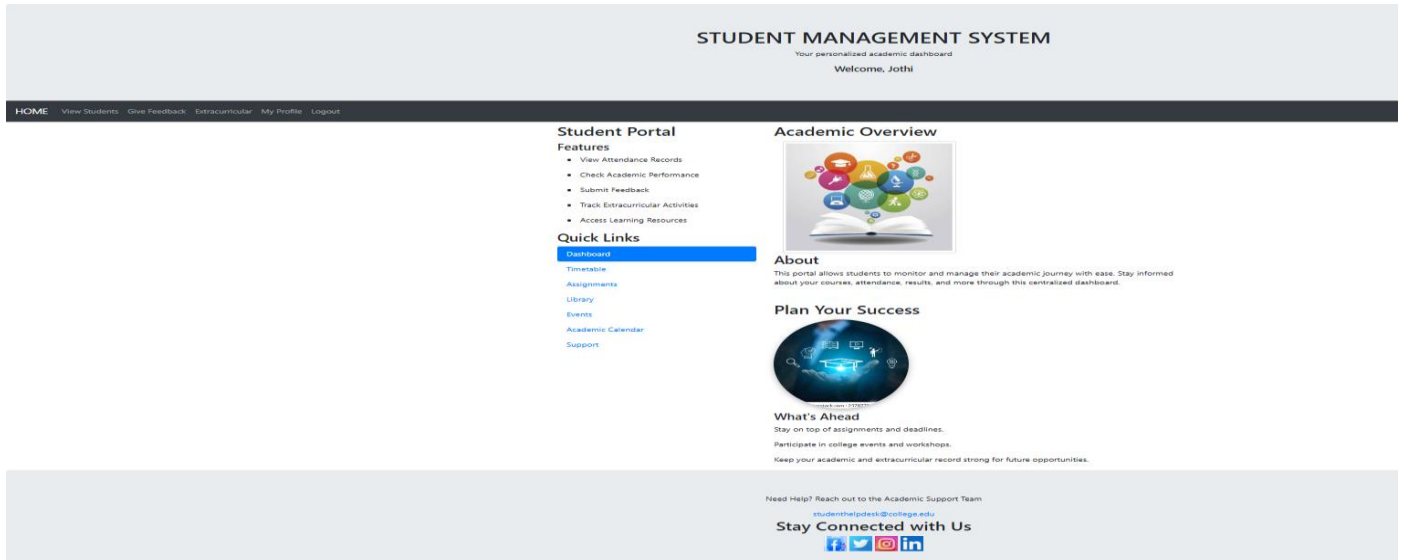 STUDENT MANAGEMENT SYSTEM
Your personalized academic dashboard
Welcome, Jothi
HOME View Students Give Feedback Extracurricular My Profile Logout
Student Portal
Features
View Attendance Records
Check Academic Performance
Submit Feedback
Track Extracurricular Activities
Access Learning Resources
Quick Links
Dashboard
Timetable
Assignments
Library
Events
Academic Calendar
Support
Academic Overview
About
This portal allows students to monitor and manage their academic journey with ease. Stay informed
about your courses, attendance, results, and more through this centralized dashboard.
Plan Your Success
What's Ahead
Stay on top of assignments and deadlines.
Participate in college events and workshops.
Keep your academic and extracurricular record strong for future opportunities.
Need Help? Reach out to the Academic Support Team
studenthelpdesk@college.edu
Stay Connected with Us